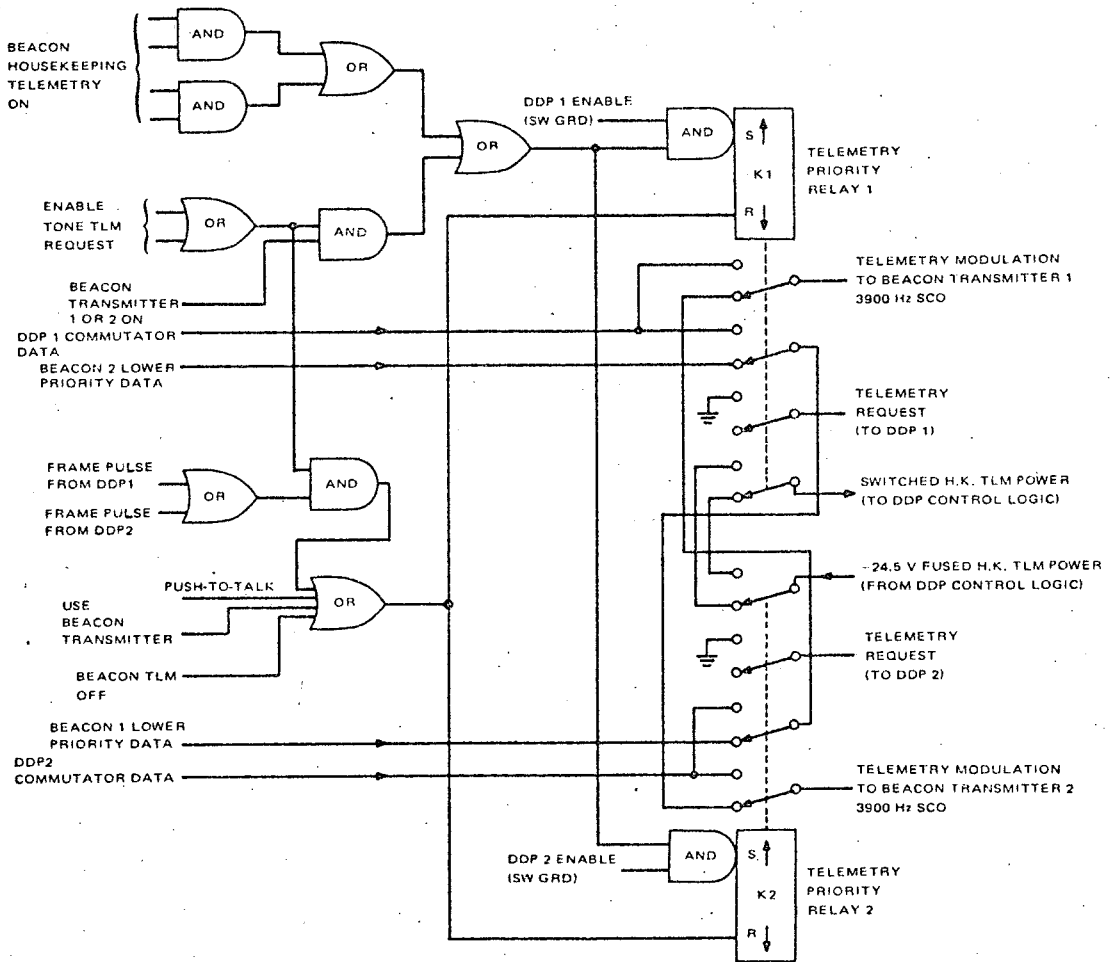 BEACON
HOUSEKEEPING
TELEMETRY
ON
AND
AND
OR
OR
DDP 1 ENABLE
(SW GRD)
AND
S
K1
R
TELEMETRY
PRIORITY
RELAY 1
ENABLE
TONE TLM
REQUEST
OR
AND
BEACON
TRANSMITTER
1 OR 2 ON
DDP 1 COMMUTATOR
DATA
BEACON 2 LOWER
PRIORITY DATA
TELEMETRY MODULATION
TO BEACON TRANSMITTER 1
3900 Hz SCO
TELEMETRY
REQUEST
(TO DDP 1)
FRAME PULSE
FROM DDP1
FRAME PULSE
FROM DDP2
OR
AND
SWITCHED H.K. TLM POWER
(TO DDP CONTROL LOGIC)
PUSH-TO-TALK
USE
BEACON
TRANSMITTER
BEACON TLM
OFF
OR
-24.5 V FUSED H.K. TLM POWER
(FROM DDP CONTROL LOGIC)
TELEMETRY
REQUEST
(TO DDP 2)
BEACON 1 LOWER
PRIORITY DATA
DDP2
COMMUTATOR DATA
TELEMETRY MODULATION
TO BEACON TRANSMITTER 2
3900 Hz SCO
DDP 2 ENABLE
(SW GRD)
AND
S
K2
R
TELEMETRY
PRIORITY
RELAY 2